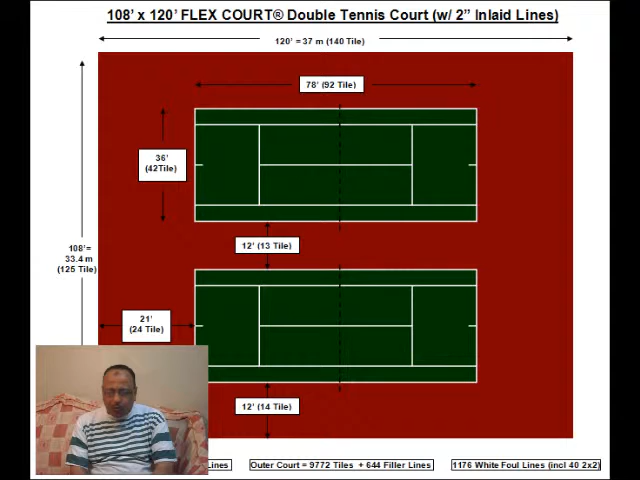 108' x 120' FLEX COURT® Double Tennis Court (w/ 2” Inlaid Lines)
120' = 37 m (140 Tile)
78' (92 Tile)
36'
(42Tile)
12' (13 Tile)
108'=
33.4 m
(125 Tile)
21'
(24 Tile)
12' (14 Tile)
Lines
Outer Court = 9772 Tiles + 644 Filler Lines
1176 White Foul Lines (incl 40 2x2)